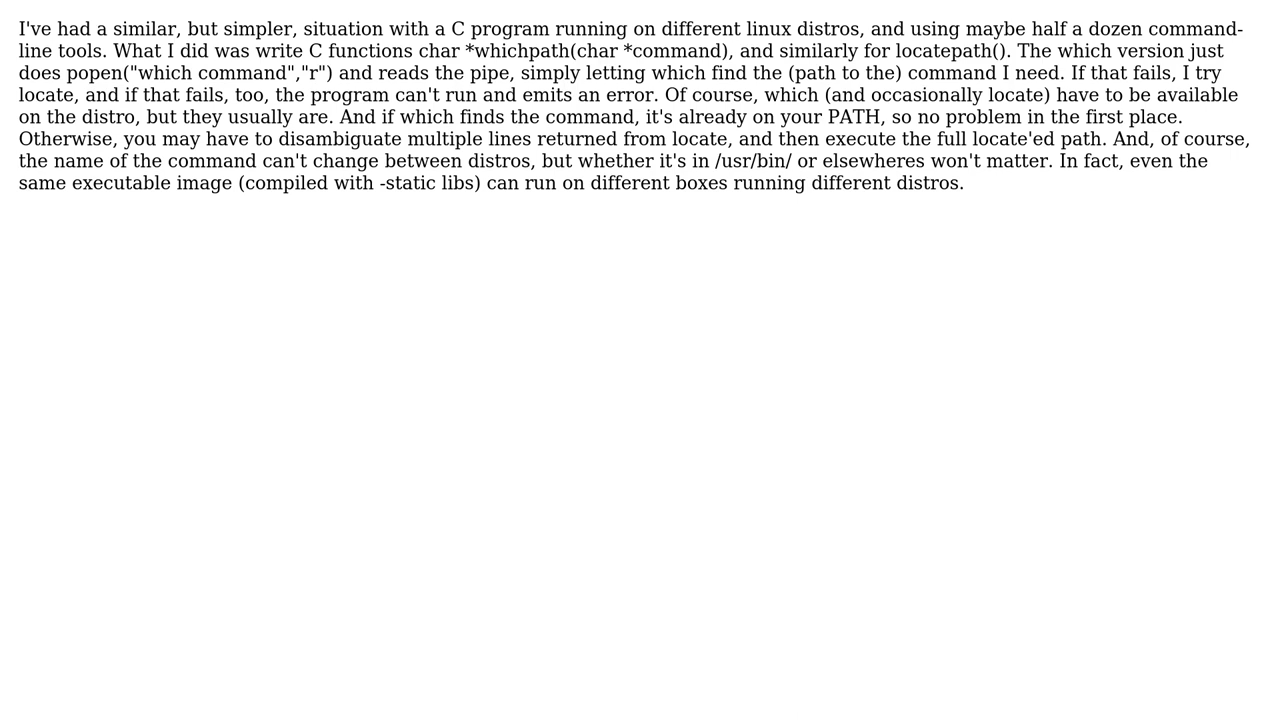 I've had a similar, but simpler, situation with a C program running on different linux distros, and using maybe half a dozen command-
line tools. What I did was write C functions char *whichpath(char *command), and similarly for locatepath(). The which version just
does popen("which command","r") and reads the pipe, simply letting which find the (path to the) command I need. If that fails, I try
locate, and if that fails, too, the program can't run and emits an error. Of course, which (and occasionally locate) have to be available
on the distro, but they usually are. And if which finds the command, it's already on your PATH, so no problem in the first place.
Otherwise, you may have to disambiguate multiple lines returned from locate, and then execute the full locate'ed path. And, of course,
the name of the command can't change between distros, but whether it's in /usr/bin/ or elsewheres won't matter. In fact, even the
same executable image (compiled with -static libs) can run on different boxes running different distros.